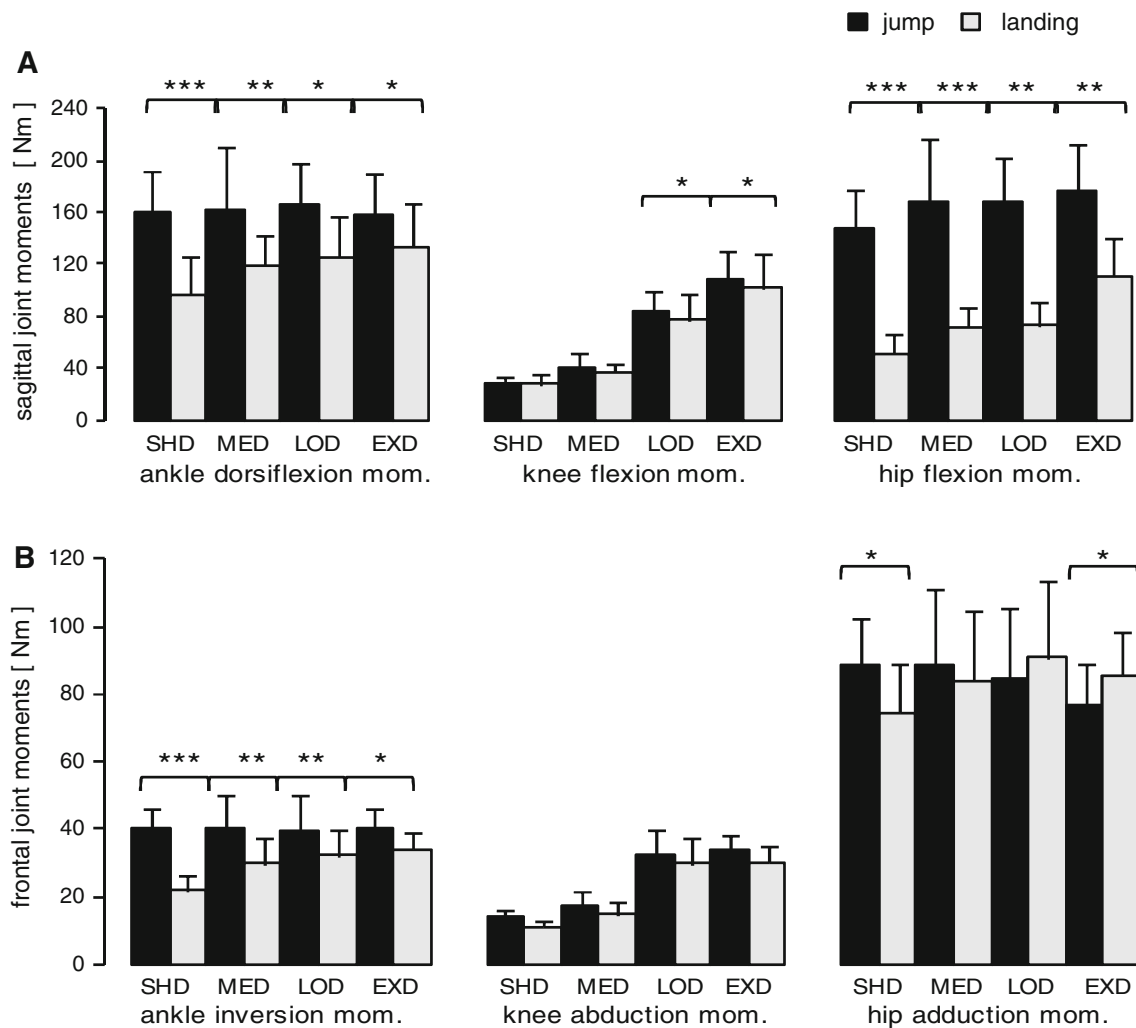 jump landing
A
*** ** * * *** *** ** **
* *
sagittal joint moments [ Nm ]
240
200
160
120
80
40
0
SHD MED LOD EXD SHD MED LOD EXD SHD MED LOD EXD
ankle dorsiflexion mom. knee flexion mom. hip flexion mom.
B
* *
*** ** ** *
frontal joint moments [ Nm ]
120
100
80
60
40
20
0
SHD MED LOD EXD SHD MED LOD EXD SHD MED LOD EXD
ankle inversion mom. knee abduction mom. hip adduction mom.